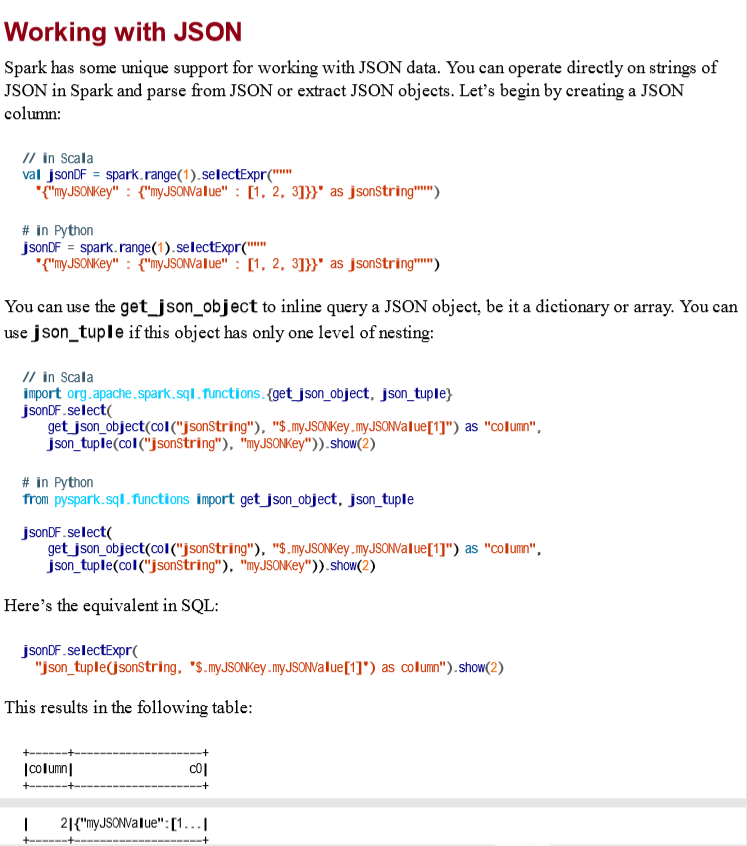 Working with JSON
Spark has some unique support for working with JSON data. You can operate directly on strings of
JSON in Spark and parse from JSON or extract JSON objects. Let’s begin by creating a JSON
column:
// in Scala
val jsonDF = spark.range(1).selectExpr("""
'{"myJSONKey" : {"myJSONValue" : [1, 2, 3]}}' as jsonString""")
# in Python
jsonDF = spark.range(1).selectExpr("""
'{"myJSONKey" : {"myJSONValue" : [1, 2, 3]}}' as jsonString""")
You can use the get_json_object to inline query a JSON object, be it a dictionary or array. You can
use json_tuple if this object has only one level of nesting:
// in Scala
import org.apache.spark.sql.functions.{get_json_object, json_tuple}
jsonDF.select(
get_json_object(col("jsonString"), "$.myJSONKey.myJSONValue[1]") as "column",
json_tuple(col("jsonString"), "myJSONKey")).show(2)
# in Python
from pyspark.sql.functions import get_json_object, json_tuple
jsonDF.select(
get_json_object(col("jsonString"), "$.myJSONKey.myJSONValue[1]") as "column",
json_tuple(col("jsonString"), "myJSONKey")).show(2)
Here’s the equivalent in SQL:
jsonDF.selectExpr(
"json_tuple(jsonString, '$.myJSONKey.myJSONValue[1]') as column").show(2)
This results in the following table:
+------+--------------------+
|column|                  c0|
+------+--------------------+
|     2|{"myJSONValue":[1...|
+------+--------------------+